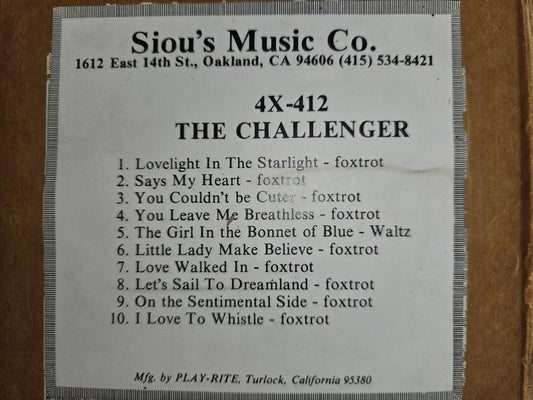 Siou's Music Co.
1612 East 14th St., Oakland, CA 94606 (415) 534-8421
4X-412
THE CHALLENGER
1. Lovelight In The Starlight - foxtrot
2. Says My Heart - foxtrot
3. You Couldn't be Cuter - foxtrot
4. You Leave Me Breathless - foxtrot
5. The Girl In the Bonnet of Blue - Waltz
6. Little Lady Make Believe - foxtrot
7. Love Walked In - foxtrot
8. Let's Sail To Dreamland - foxtrot
9. On the Sentimental Side - foxtrot
10. I Love To Whistle - foxtrot
Mfg. by PLAY-RITE, Turlock, California 95380